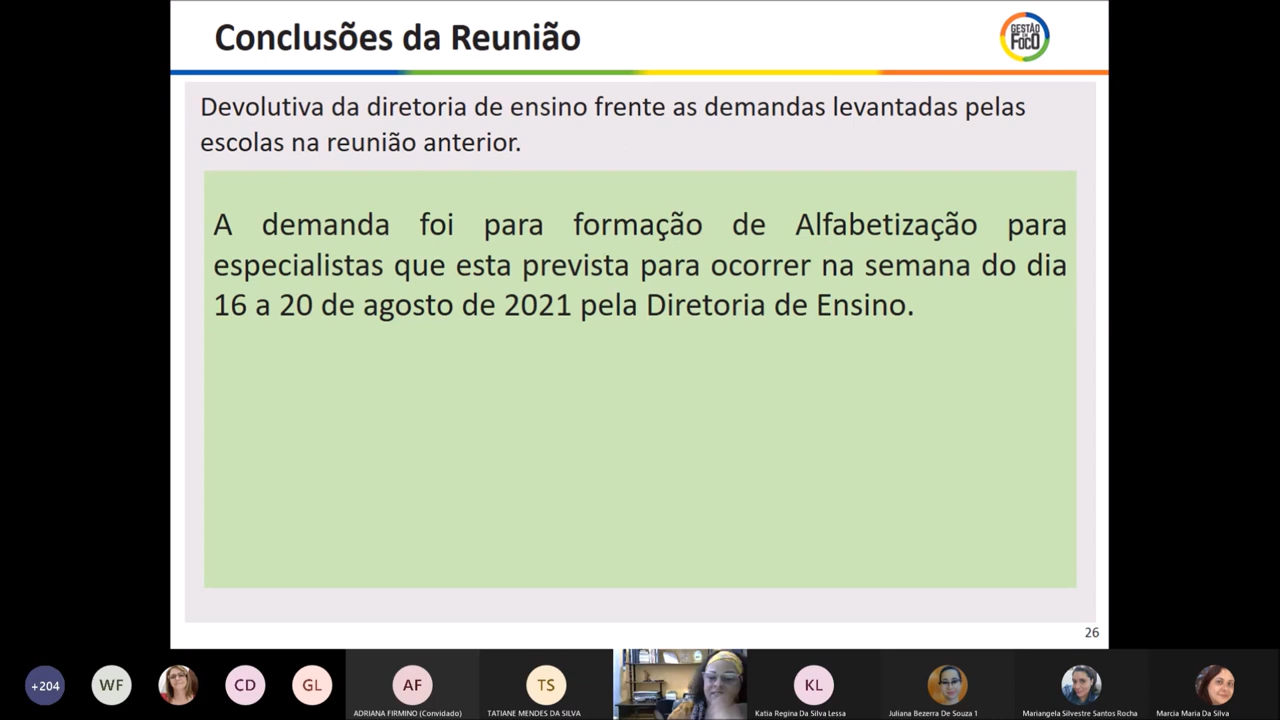 Conclusões da Reunião
GESTÃO
EM
FOCO
Devolutiva da diretoria de ensino frente as demandas levantadas pelas
escolas na reunião anterior.
A demanda foi para formação de Alfabetização para
especialistas que esta prevista para ocorrer na semana do dia
16 a 20 de agosto de 2021 pela Diretoria de Ensino.
26
+204
WF
CD
GL
AF
TS
KL
ADRIANA FIRMINO (Convidado)
TATIANE MENDES DA SILVA
Katia Regina Da Silva Lessa
Juliana Bezerra De Souza 1
Mariangela Silvestre Santos Rocha
Marcia Maria Da Silva